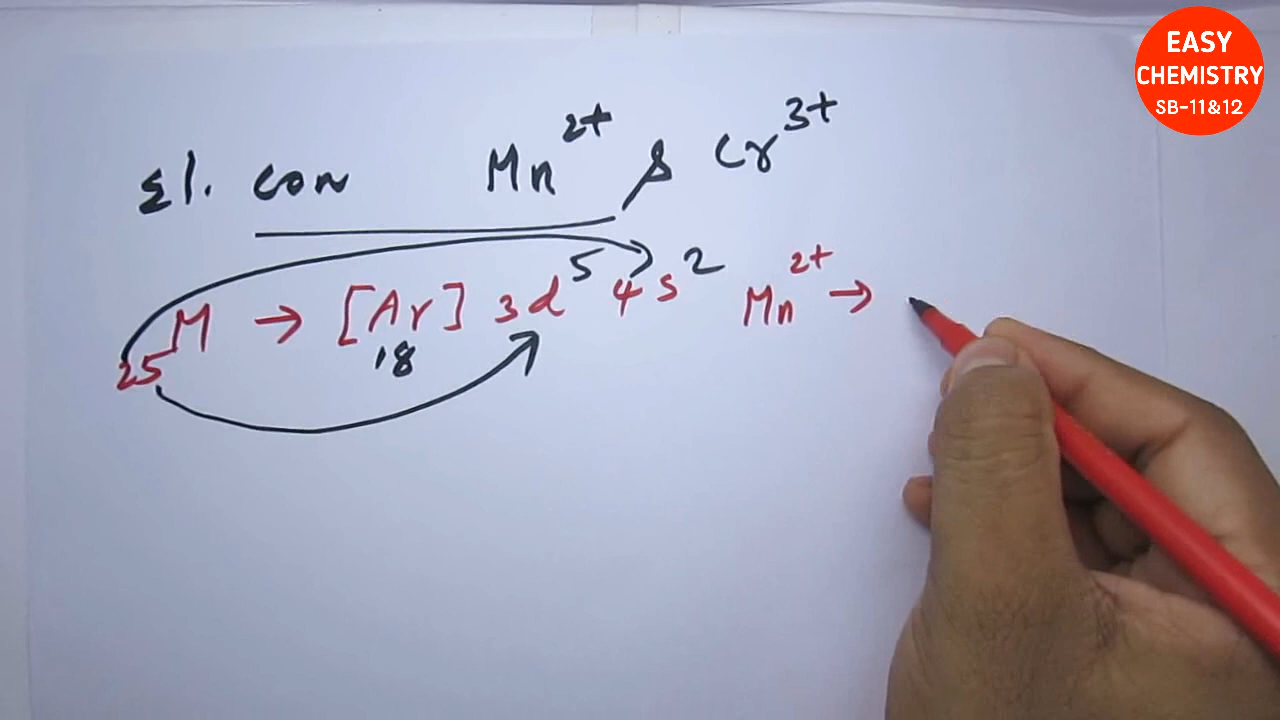 EASY
CHEMISTRY
SB-11&12
El. con Mn²⁺ & Cr³⁺
₂₅M → [Ar] 3d⁵ 4s² Mn²⁺ →
18